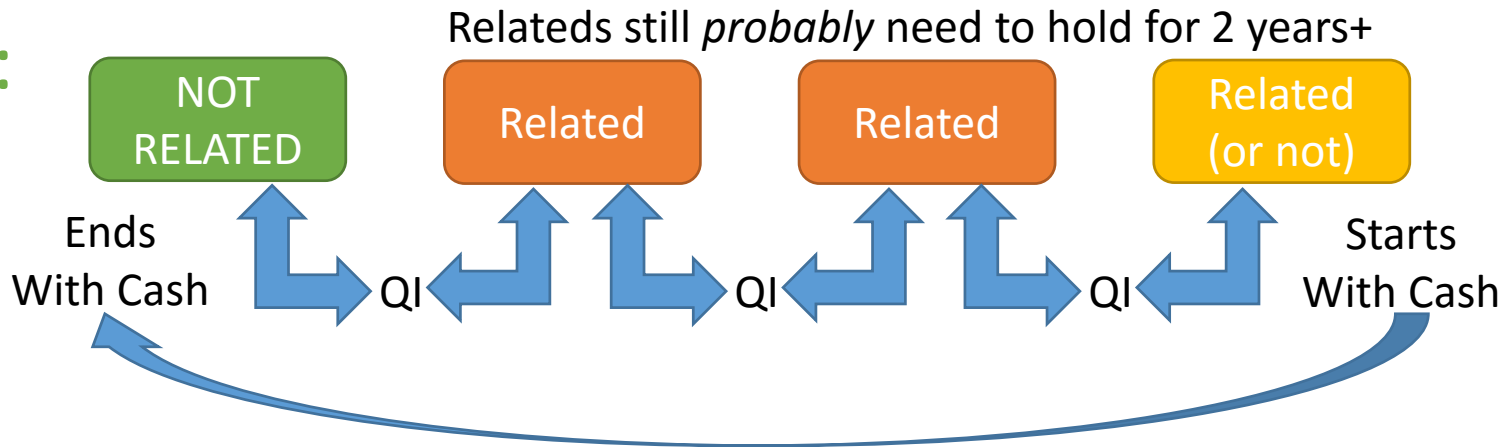 Relateds still probably need to hold for 2 years+
:
NOT
RELATED
Related
Related
Related
(or not)
Ends
With Cash
QI
QI
QI
Starts
With Cash